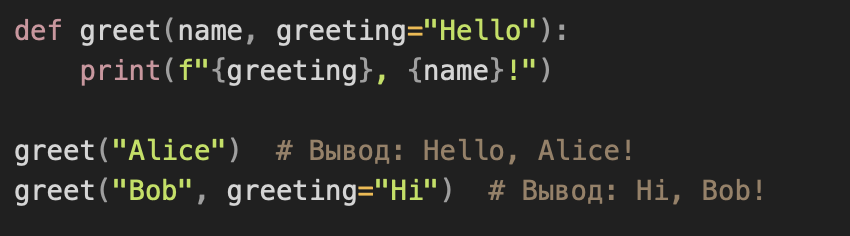 def greet(name, greeting="Hello"):
    print(f"{greeting}, {name}!")

greet("Alice")  # Вывод: Hello, Alice!
greet("Bob", greeting="Hi")  # Вывод: Hi, Bob!